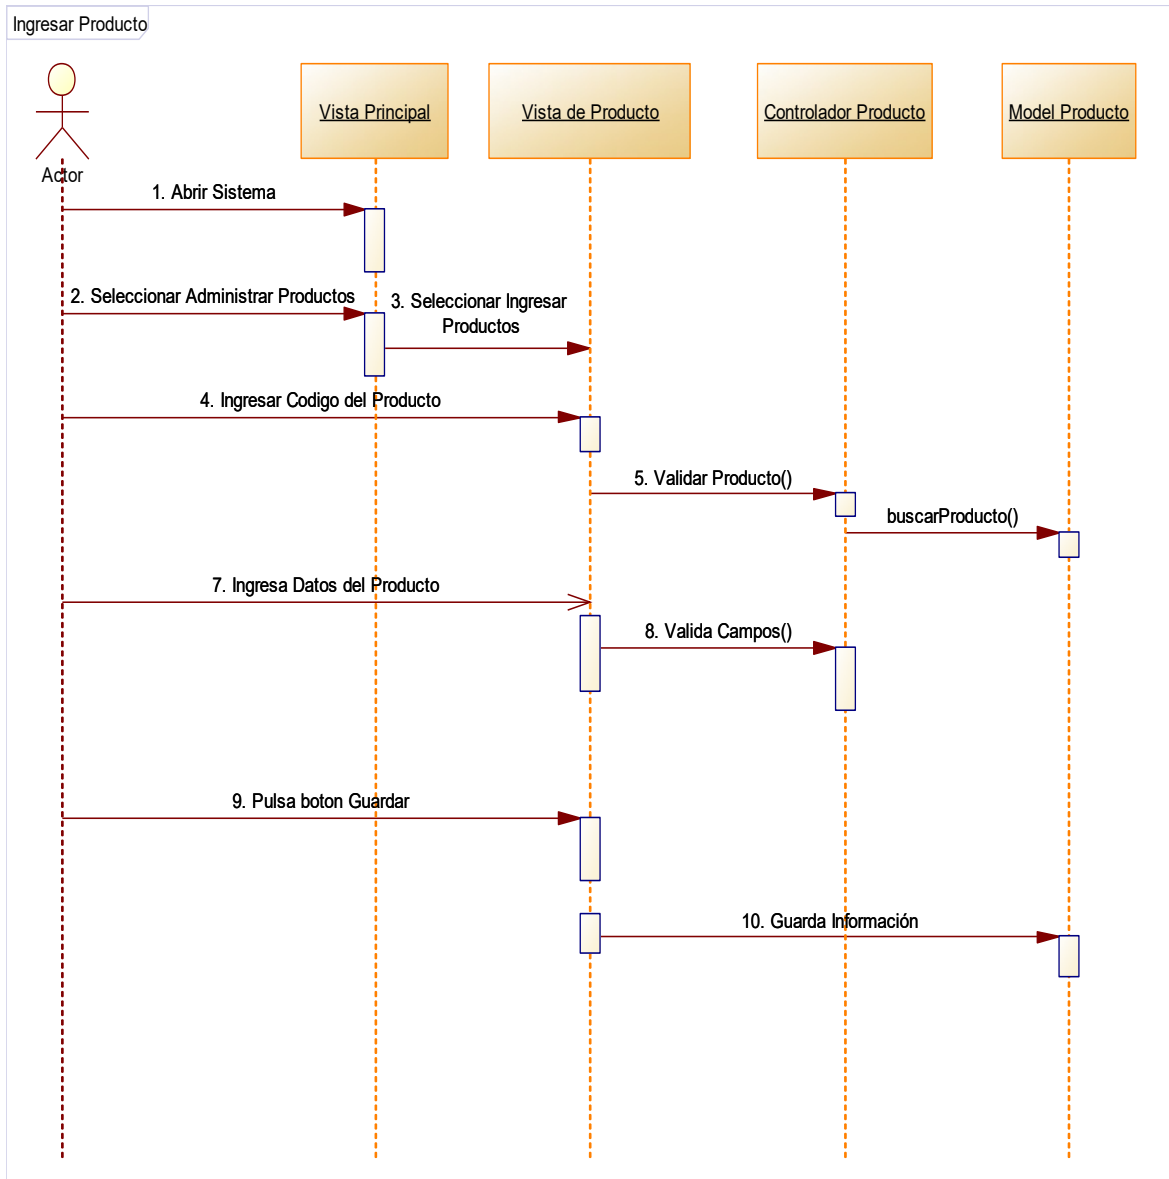 Ingresar Producto
Actor
Vista Principal
Vista de Producto
Controlador Producto
Model Producto
1. Abrir Sistema
2. Seleccionar Administrar Productos
3. Seleccionar Ingresar
Productos
4. Ingresar Codigo del Producto
5. Validar Producto()
buscarProducto()
7. Ingresa Datos del Producto
8. Valida Campos()
9. Pulsa boton Guardar
10. Guarda Información